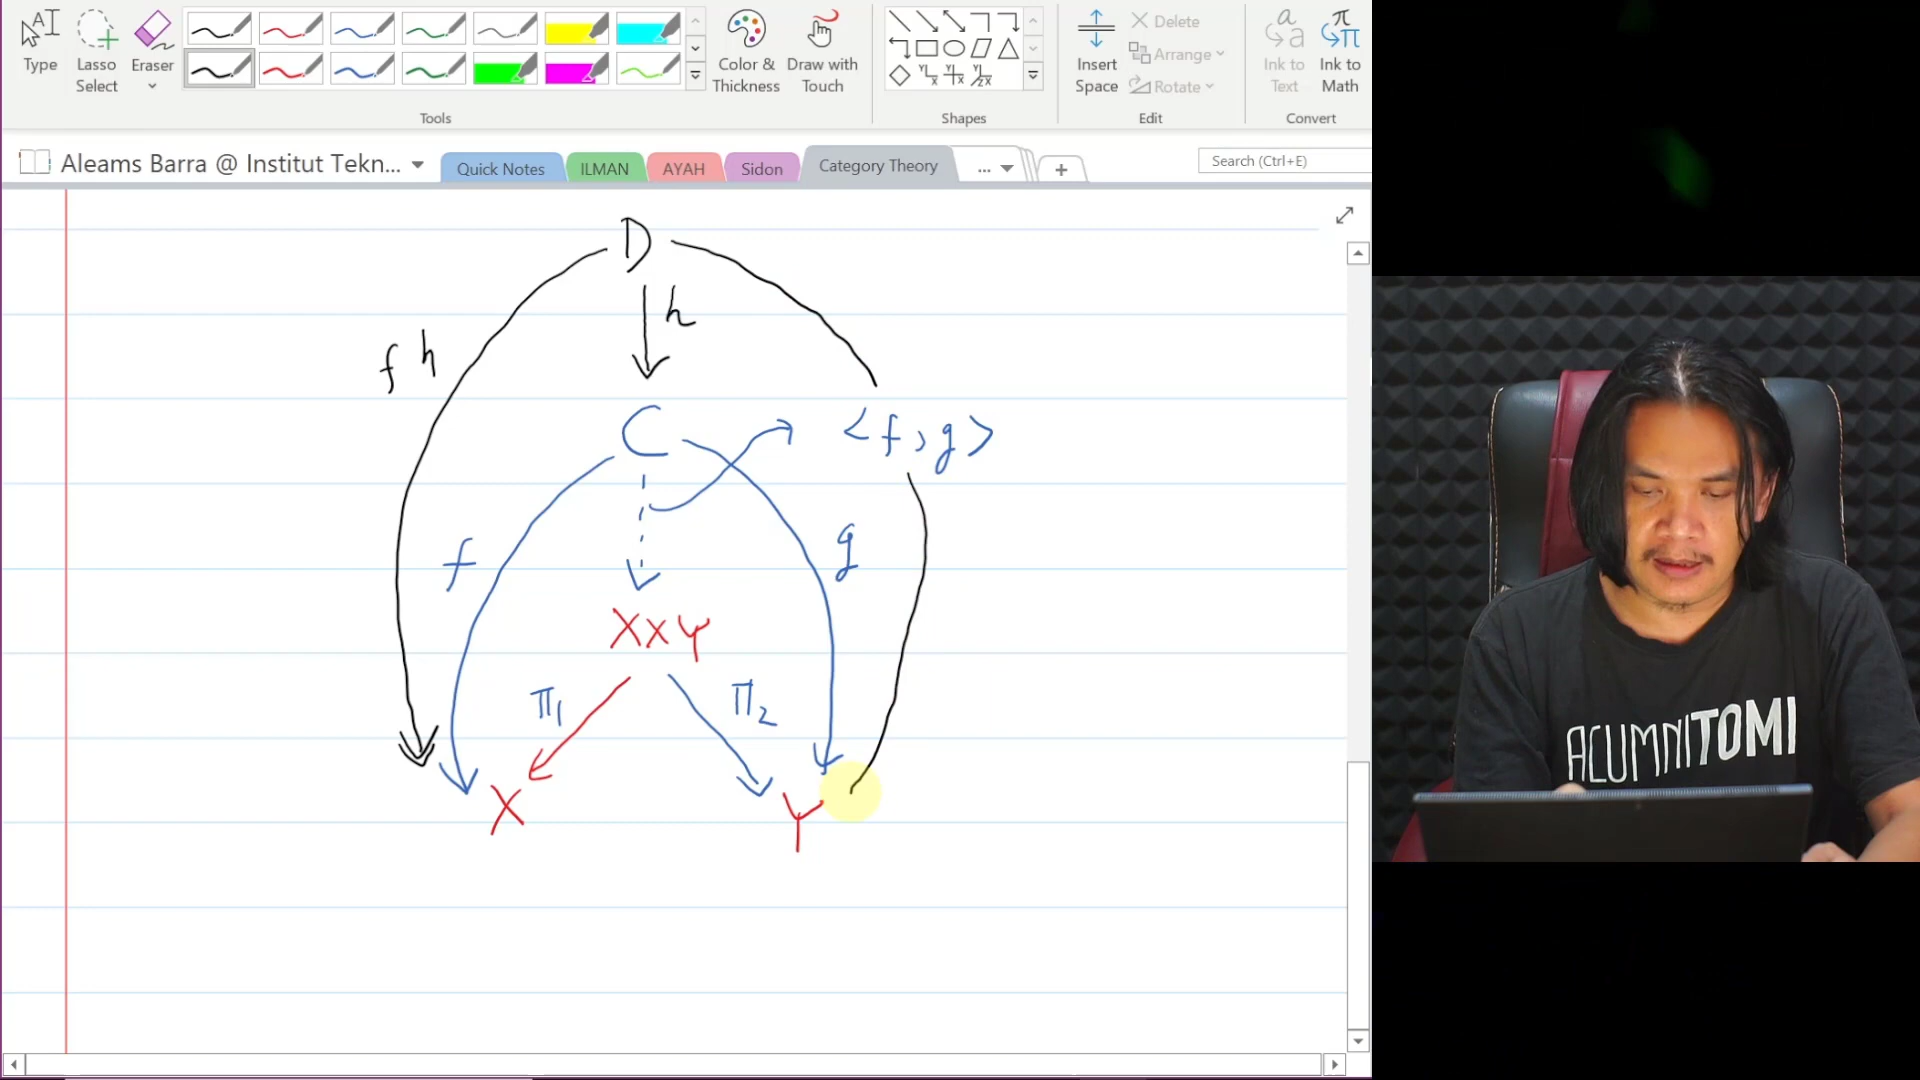 Type
Lasso Select
Eraser
Color & Thickness
Draw with Touch
Insert Space
Delete
Arrange
Rotate
Ink to Text
Ink to Math
Tools
Shapes
Edit
Convert
Aleams Barra @ Institut Tekn...
Quick Notes
ILMAN
AYAH
Sidon
Category Theory
...
Search (Ctrl+E)
D
h
f h
C
<f,g>
f
g
X×Y
π1
π2
X
Y
ACUMNITOMI